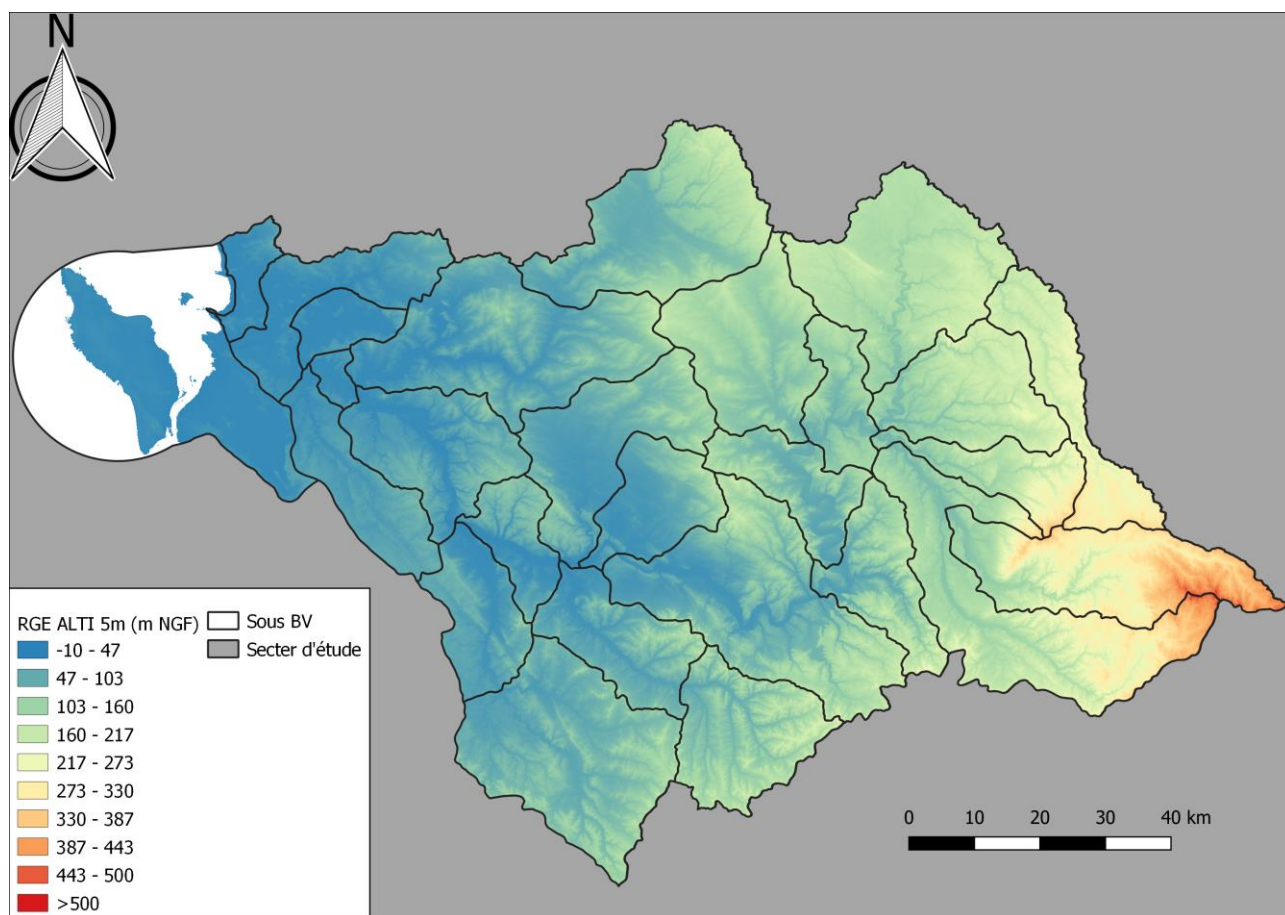 N
RGE ALTI 5m (m NGF)
-10 - 47
47 - 103
103 - 160
160 - 217
217 - 273
273 - 330
330 - 387
387 - 443
443 - 500
>500
Sous BV
Secter d'étude
0 10 20 30 40 km